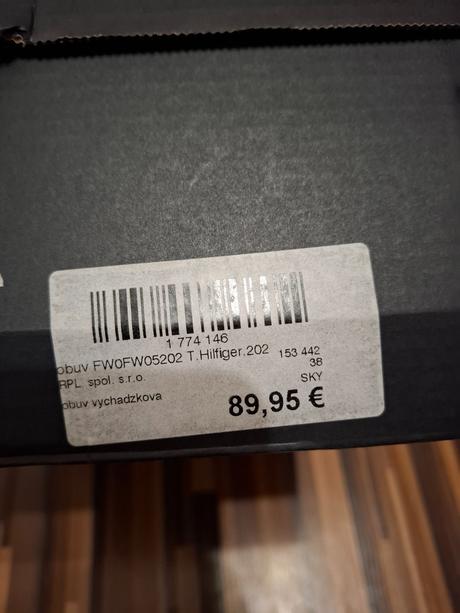 1 774 146
obuv FW0FW05202 T.Hilfiger.202 153 442
RPL spol. s.r.o. 38
SKY
obuv vychadzkova 89,95 €